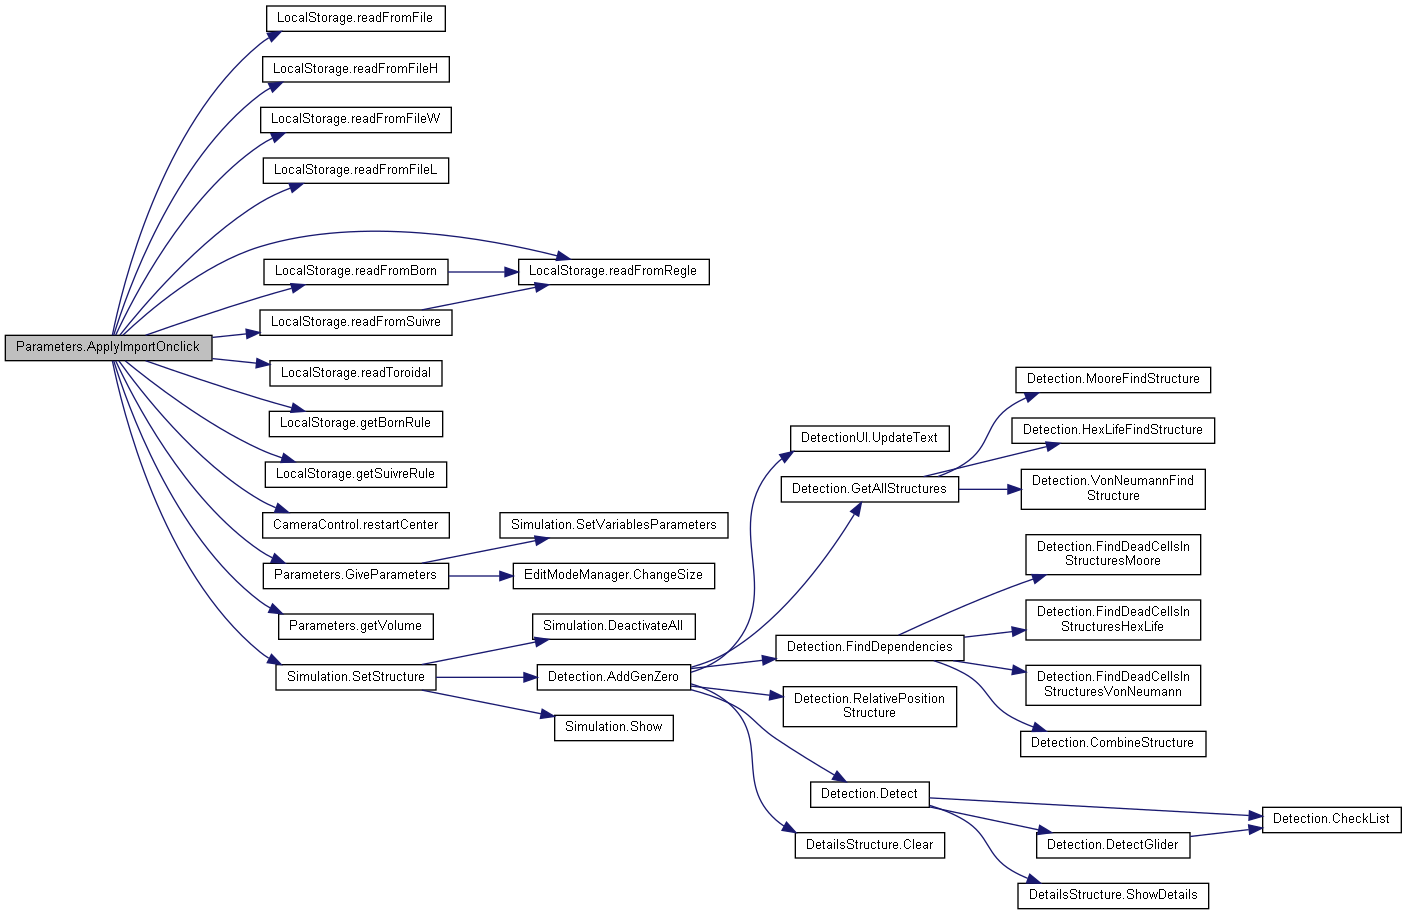 LocalStorage.readFromFile
LocalStorage.readFromFileH
LocalStorage.readFromFileW
LocalStorage.readFromFileL
LocalStorage.readFromBorn
LocalStorage.readFromRegle
LocalStorage.readFromSuivre
Parameters.ApplyImportOnclick
LocalStorage.readToroidal
LocalStorage.getBornRule
LocalStorage.getSuivreRule
CameraControl.restartCenter
Parameters.GiveParameters
Parameters.getVolume
Simulation.SetStructure
Simulation.SetVariablesParameters
EditModeManager.ChangeSize
Simulation.DeactivateAll
Detection.AddGenZero
Simulation.Show
DetectionUI.UpdateText
Detection.GetAllStructures
Detection.FindDependencies
Detection.RelativePosition
Structure
Detection.Detect
DetailsStructure.Clear
Detection.MooreFindStructure
Detection.HexLifeFindStructure
Detection.VonNeumannFind
Structure
Detection.FindDeadCellsIn
StructuresMoore
Detection.FindDeadCellsIn
StructuresHexLife
Detection.FindDeadCellsIn
StructuresVonNeumann
Detection.CombineStructure
Detection.CheckList
Detection.DetectGlider
DetailsStructure.ShowDetails